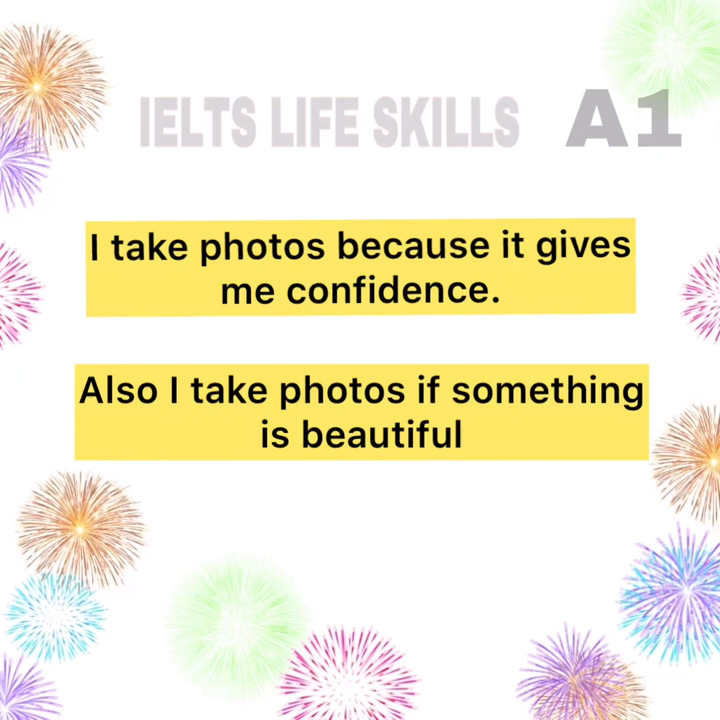 IELTS LIFE SKILLS A1
I take photos because it gives
me confidence.
Also I take photos if something
is beautiful